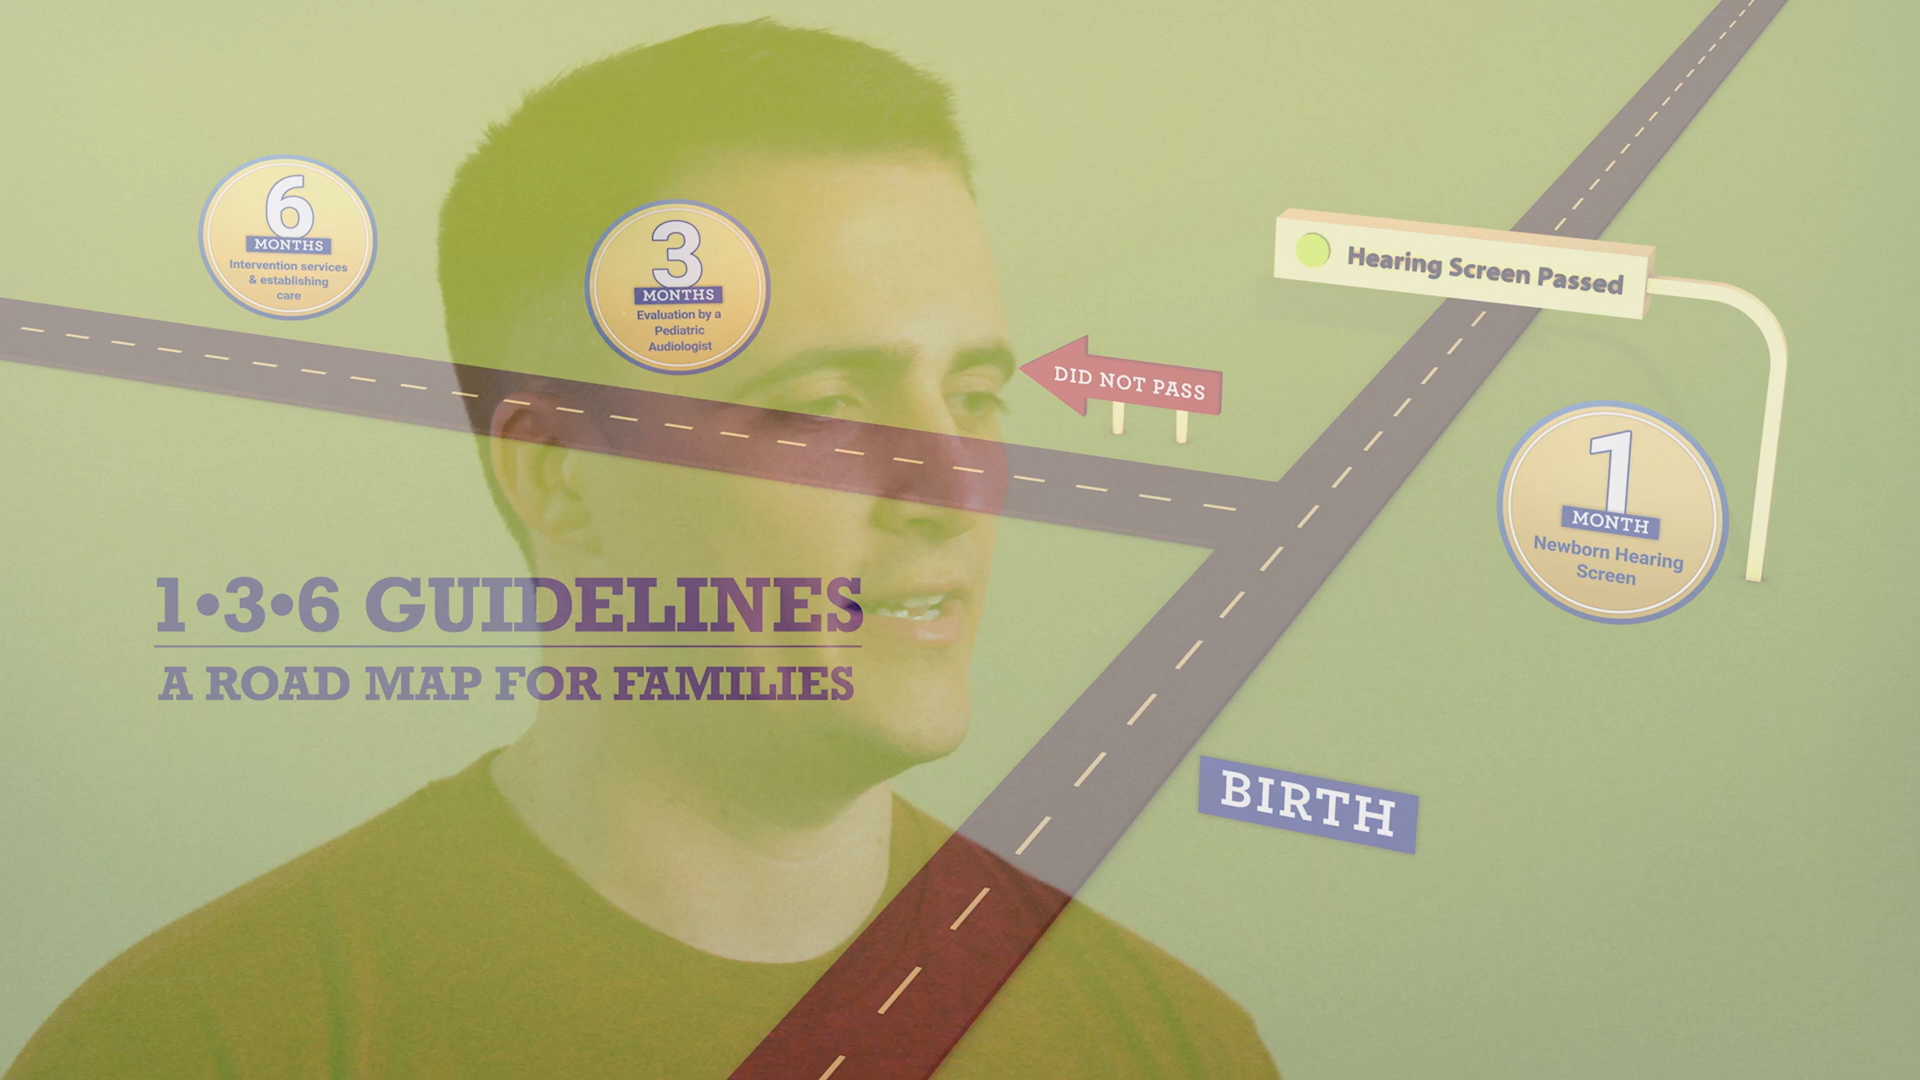 6
MONTHS
Intervention services
& establishing
care
3
MONTHS
Evaluation by a
Pediatric
Audiologist
DID NOT PASS
Hearing Screen Passed
1
MONTH
Newborn Hearing
Screen
1•3•6 GUIDELINES
A ROAD MAP FOR FAMILIES
BIRTH